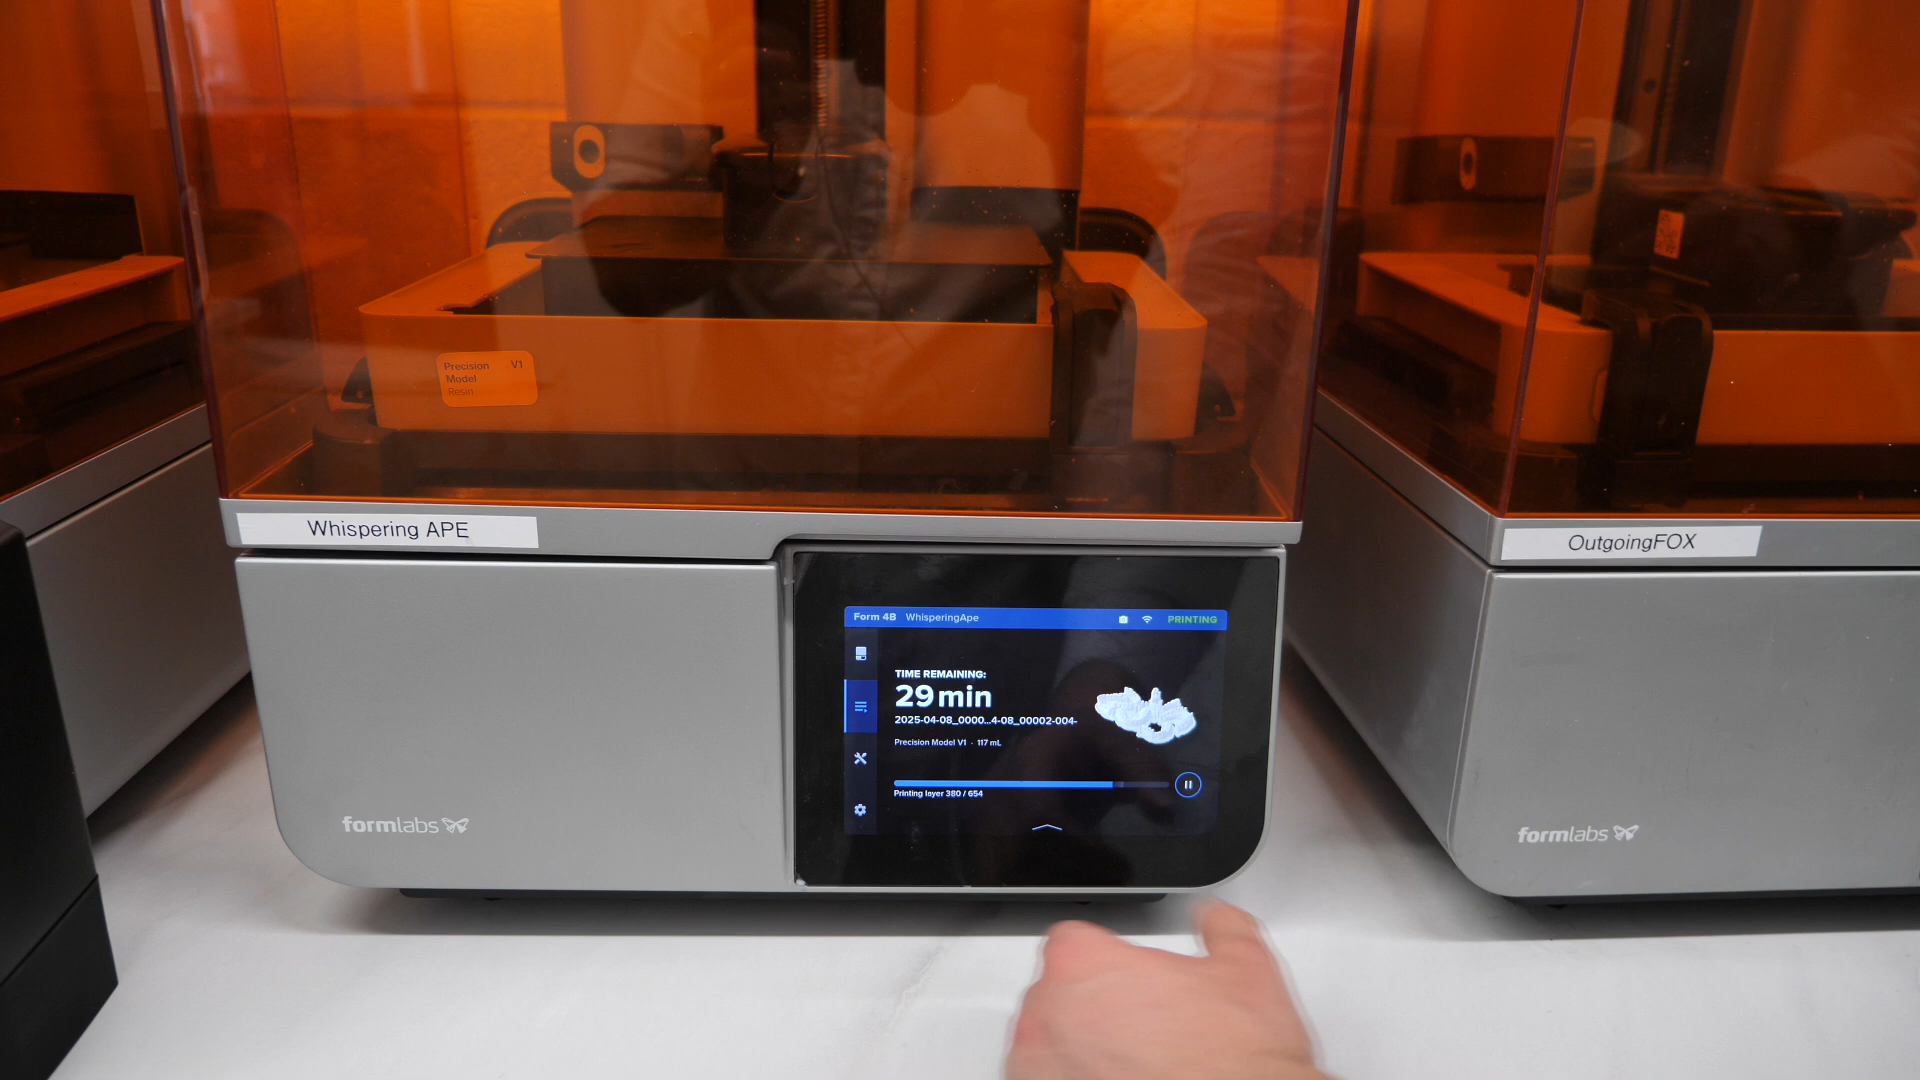 Precision V1
Model
Resin
Whispering APE
OutgoingFOX
Form 4B WhisperingApe PRINTING
TIME REMAINING:
29 min
2025-04-08_0000...4-08_00002-004-
Precision Model V1 · 117 mL
Printing layer 380 / 654
formlabs
formlabs